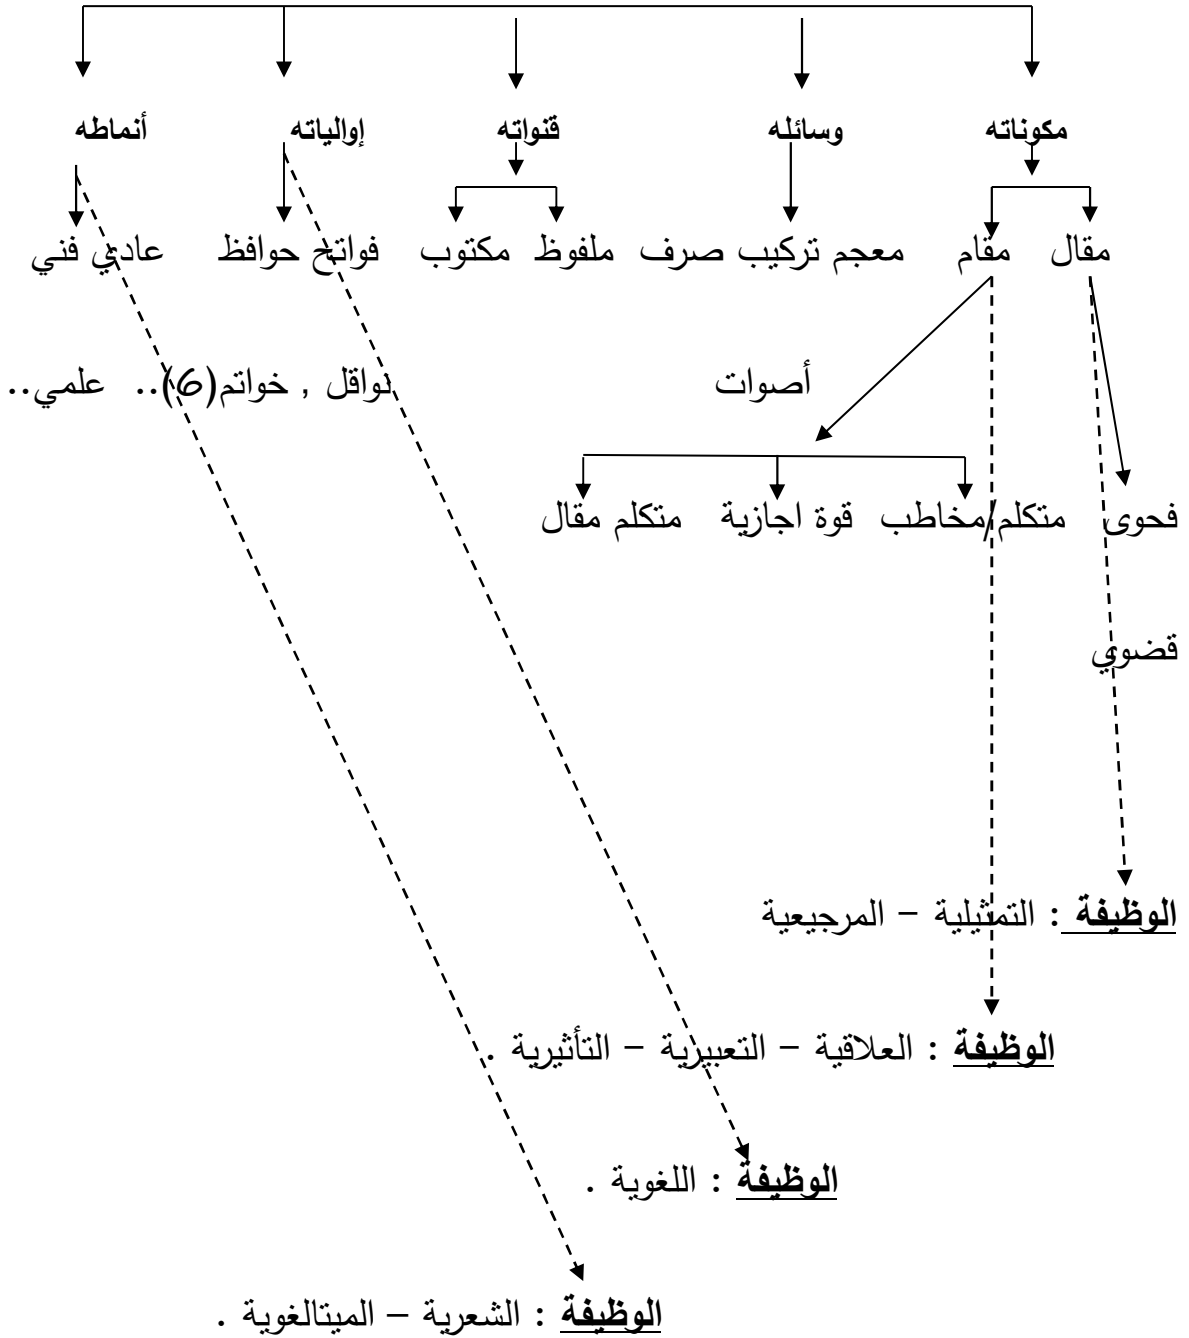 مكوناته وسائله قنواته إوالياته أنماطه
مقال مقام معجم تركيب صرف ملفوظ مكتوب فواتح حوافظ عادي فني
أصوات نواقل , خواتم(6).. علمي..
فحوى متكلم/مخاطب قوة اجازية متكلم مقال
قضوي
الوظيفة : التمثيلية – المرجيعية
الوظيفة : العلاقية – التعبيرية – التأثيرية .
الوظيفة : اللغوية .
الوظيفة : الشعرية – الميتالغوية .